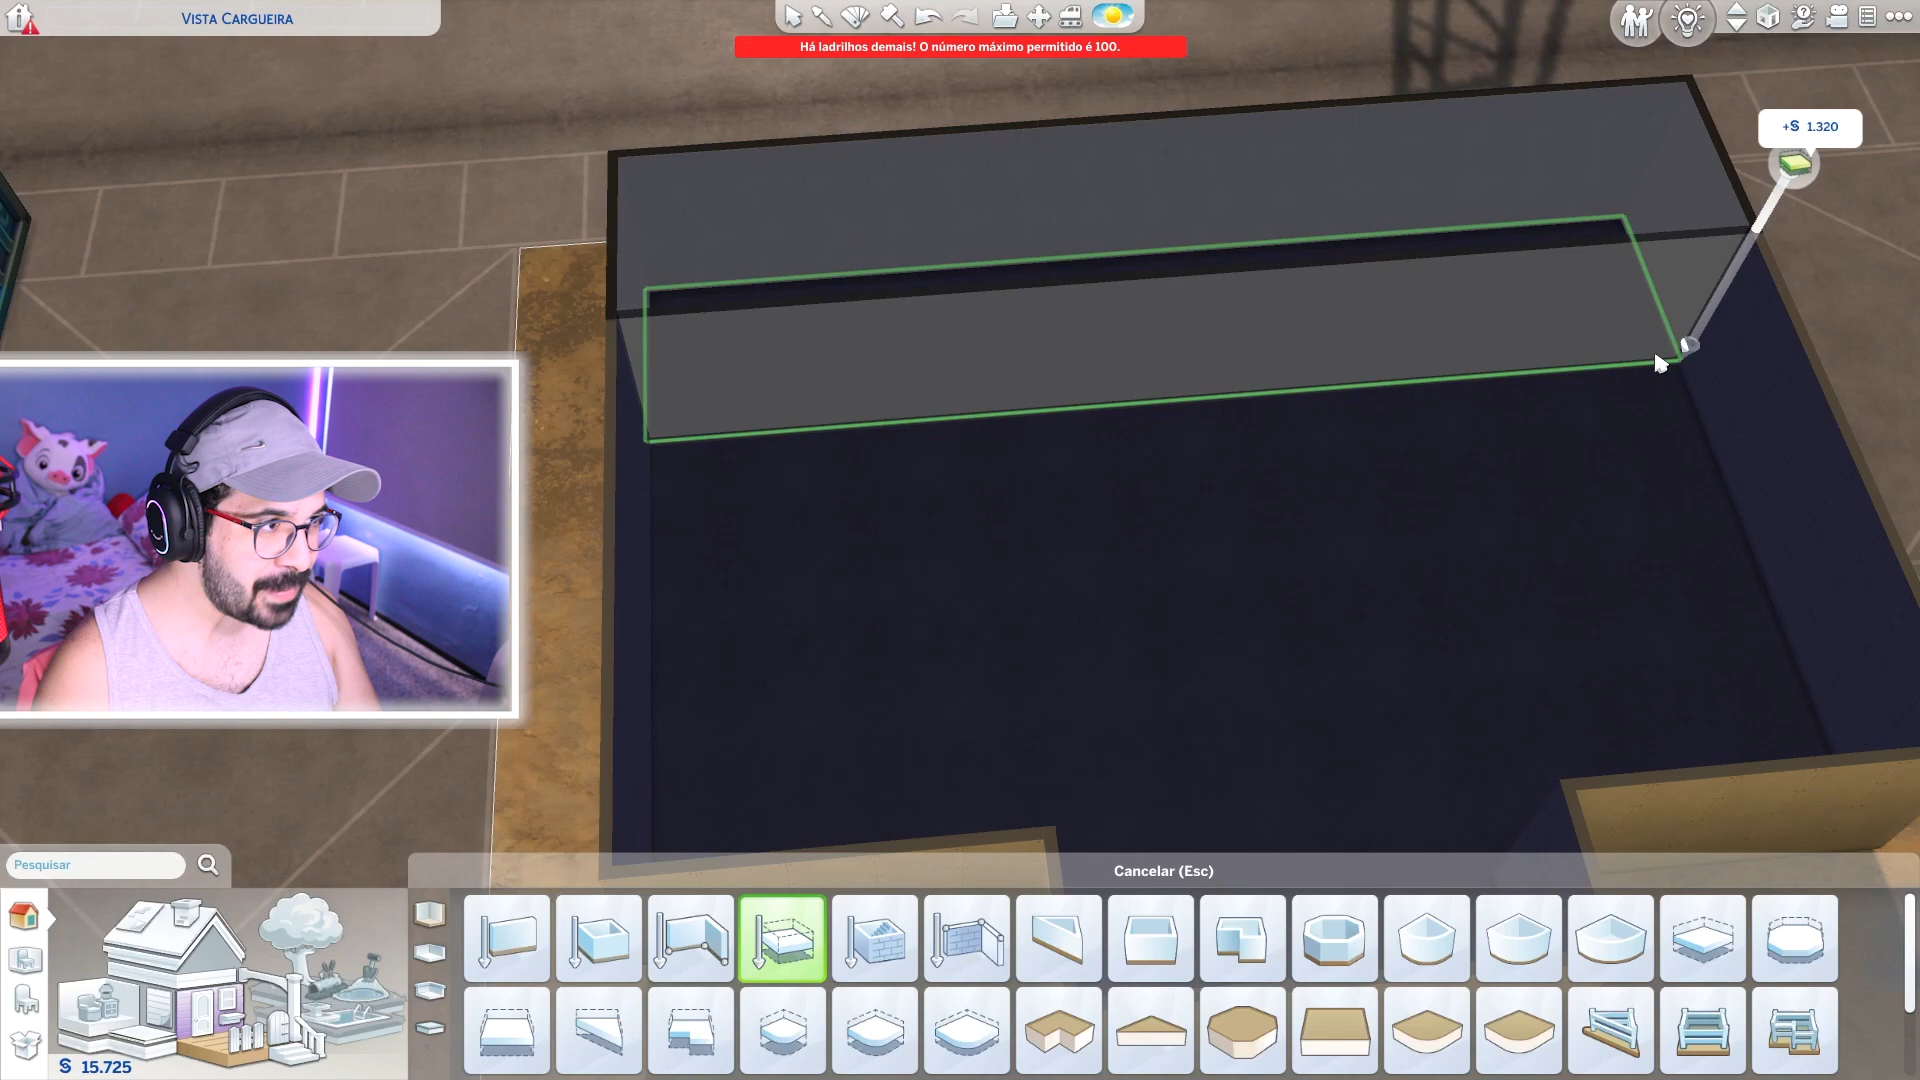 VISTA CARGUEIRA
Há ladrilhos demais! O número máximo permitido é 100.
+§ 1.320
Pesquisar
Cancelar (Esc)
§ 15.725